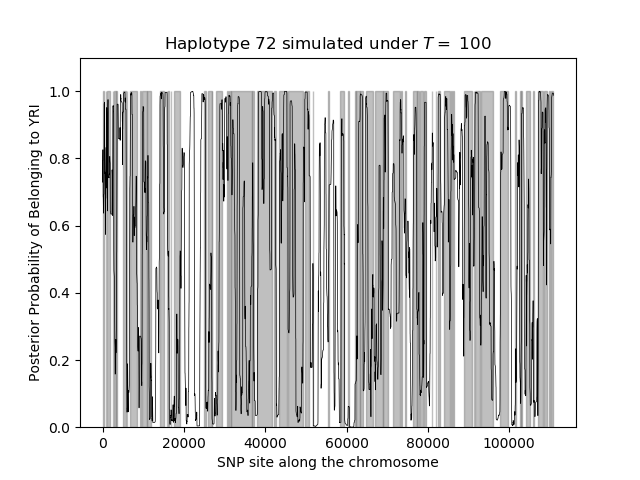 Haplotype 72 simulated under T = 100
Posterior Probability of Belonging to YRI
1.0
0.8
0.6
0.4
0.2
0.0
0 20000 40000 60000 80000 100000
SNP site along the chromosome